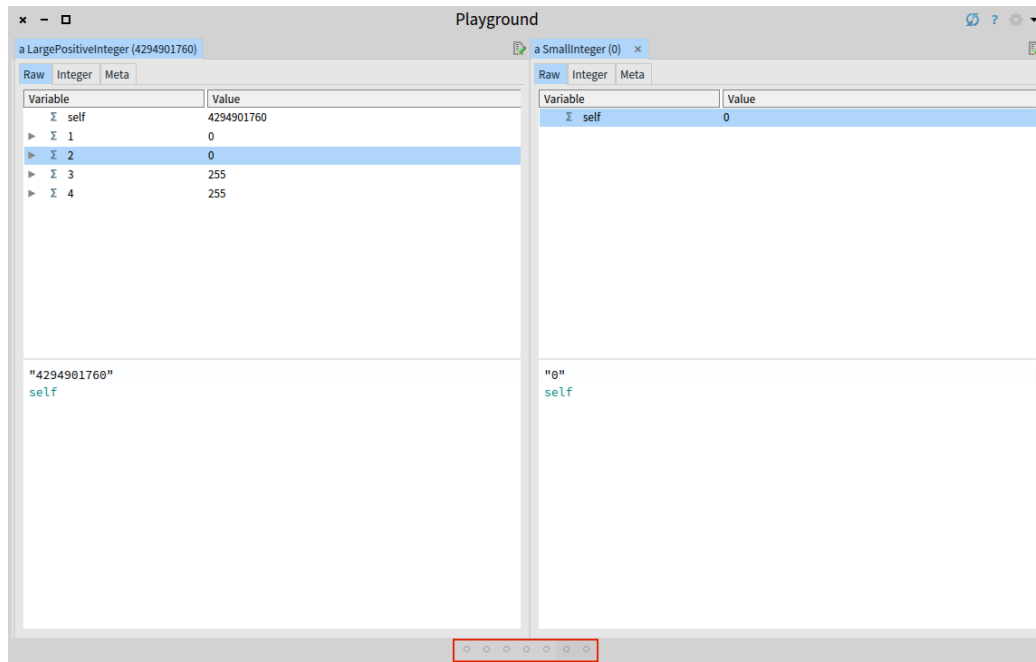 Playground ?
a LargePositiveInteger (4294901760)
Raw Integer Meta
Variable Value
Σ self 4294901760
Σ 1 0
Σ 2 0
Σ 3 255
Σ 4 255
"4294901760"
self
a SmallInteger (0) ×
Raw Integer Meta
Variable Value
Σ self 0
"0"
self